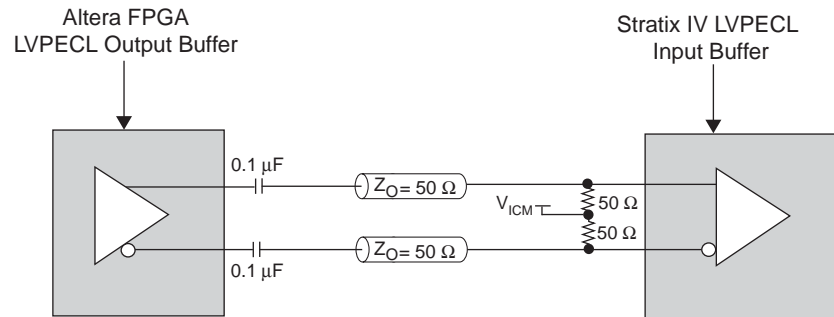 Altera FPGA
LVPECL Output Buffer
Stratix IV LVPECL
Input Buffer
0.1 µF
Z_O = 50 Ω
V_ICM
50 Ω
50 Ω
Z_O = 50 Ω
0.1 µF